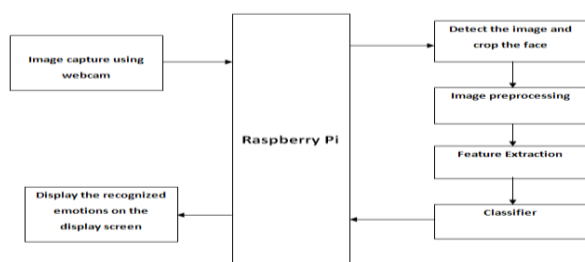 Image capture using
webcam
Raspberry Pi
Detect the image and
crop the face
Image preprocessing
Feature Extraction
Classifier
Display the recognized
emotions on the
display screen